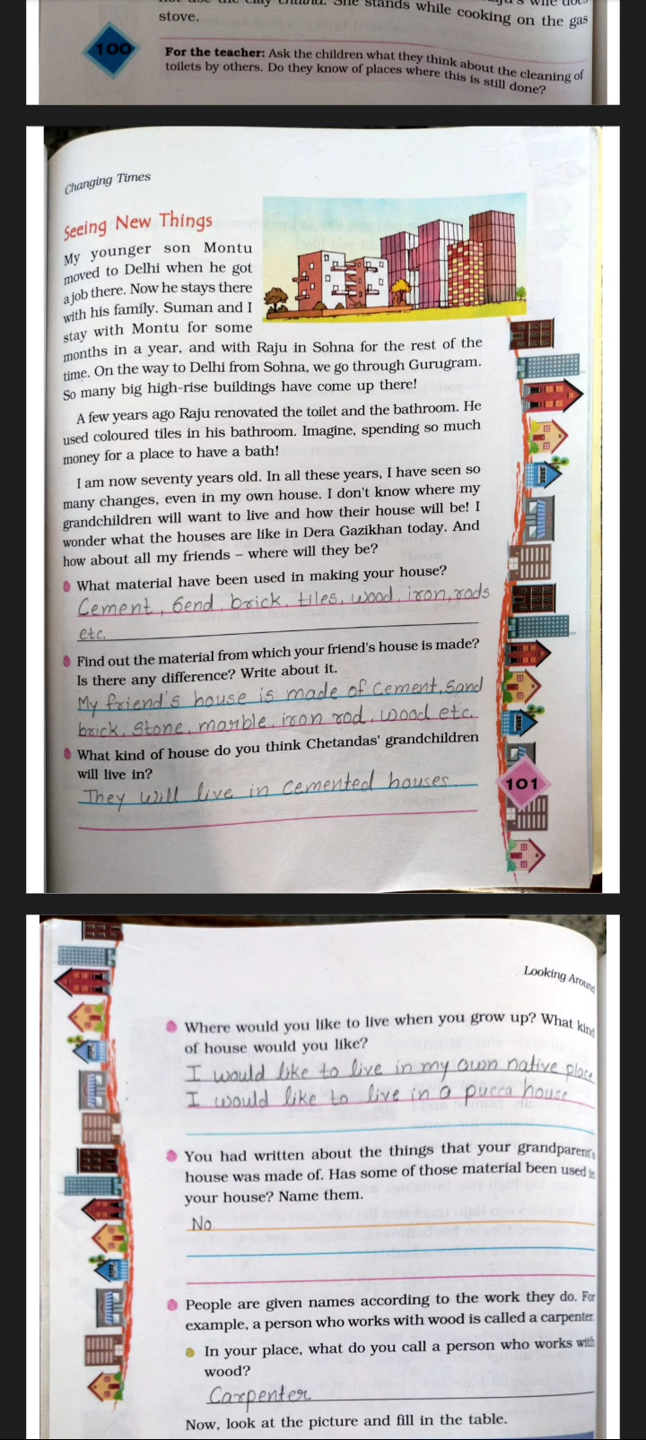 stove.
100
For the teacher: Ask the children what they think about the cleaning of
toilets by others. Do they know of places where this is still done?
Changing Times
Seeing New Things
My younger son Montu
moved to Delhi when he got
a job there. Now he stays there
with his family. Suman and I
stay with Montu for some
months in a year, and with Raju in Sohna for the rest of the
time. On the way to Delhi from Sohna, we go through Gurugram.
So many big high-rise buildings have come up there!
A few years ago Raju renovated the toilet and the bathroom. He
used coloured tiles in his bathroom. Imagine, spending so much
money for a place to have a bath!
I am now seventy years old. In all these years, I have seen so
many changes, even in my own house. I don't know where my
grandchildren will want to live and how their house will be! I
wonder what the houses are like in Dera Gazikhan today. And
how about all my friends – where will they be?
What material have been used in making your house?
Cement, Send, brick, tiles, wood, iron, rods
etc.
Find out the material from which your friend's house is made?
Is there any difference? Write about it.
My friend's house is made of Cement, Sand
brick, Stone, marble, iron rod, wood etc.
What kind of house do you think Chetandas' grandchildren
will live in?
They will live in cemented houses
101
Looking Around
Where would you like to live when you grow up? What kind
of house would you like?
I would like to live in my own native place
I would like to live in a pucca house
You had written about the things that your grandparent's
house was made of. Has some of those material been used in
your house? Name them.
No
People are given names according to the work they do. For
example, a person who works with wood is called a carpenter.
In your place, what do you call a person who works with
wood?
Carpenter
Now, look at the picture and fill in the table.